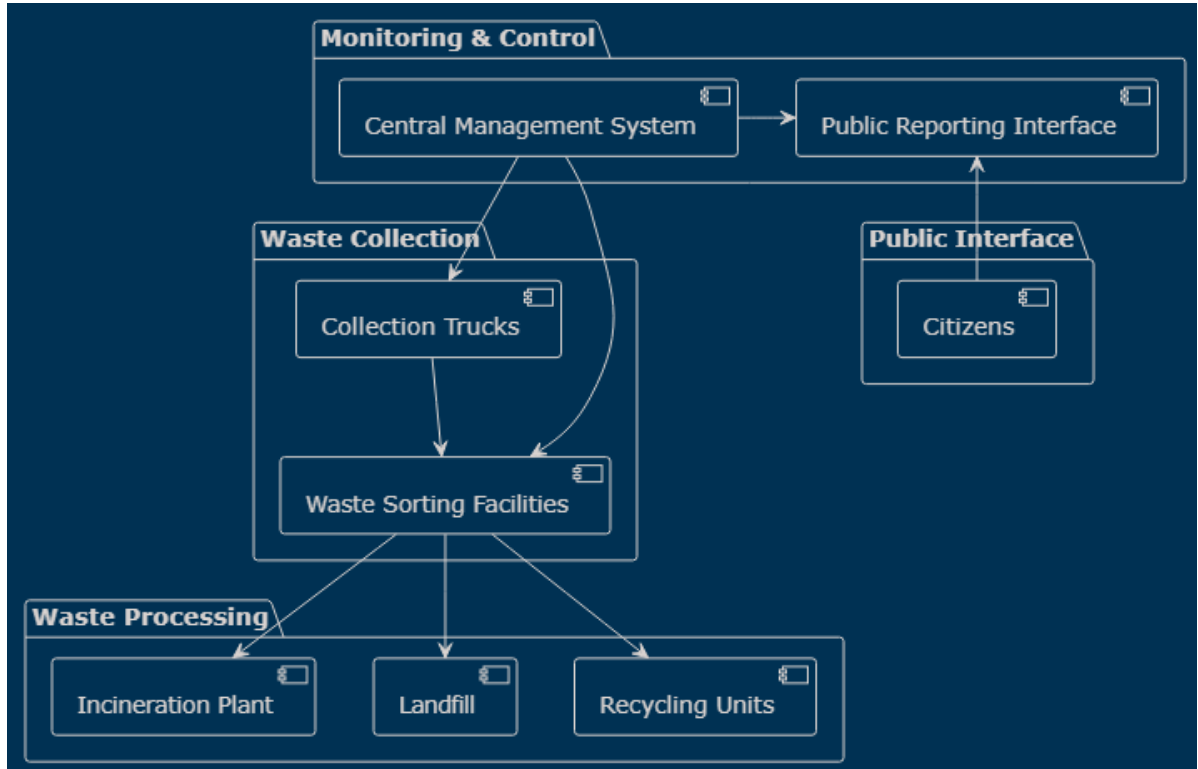 Monitoring & Control
Central Management System
Public Reporting Interface
Waste Collection
Public Interface
Collection Trucks
Citizens
Waste Sorting Facilities
Waste Processing
Incineration Plant
Landfill
Recycling Units